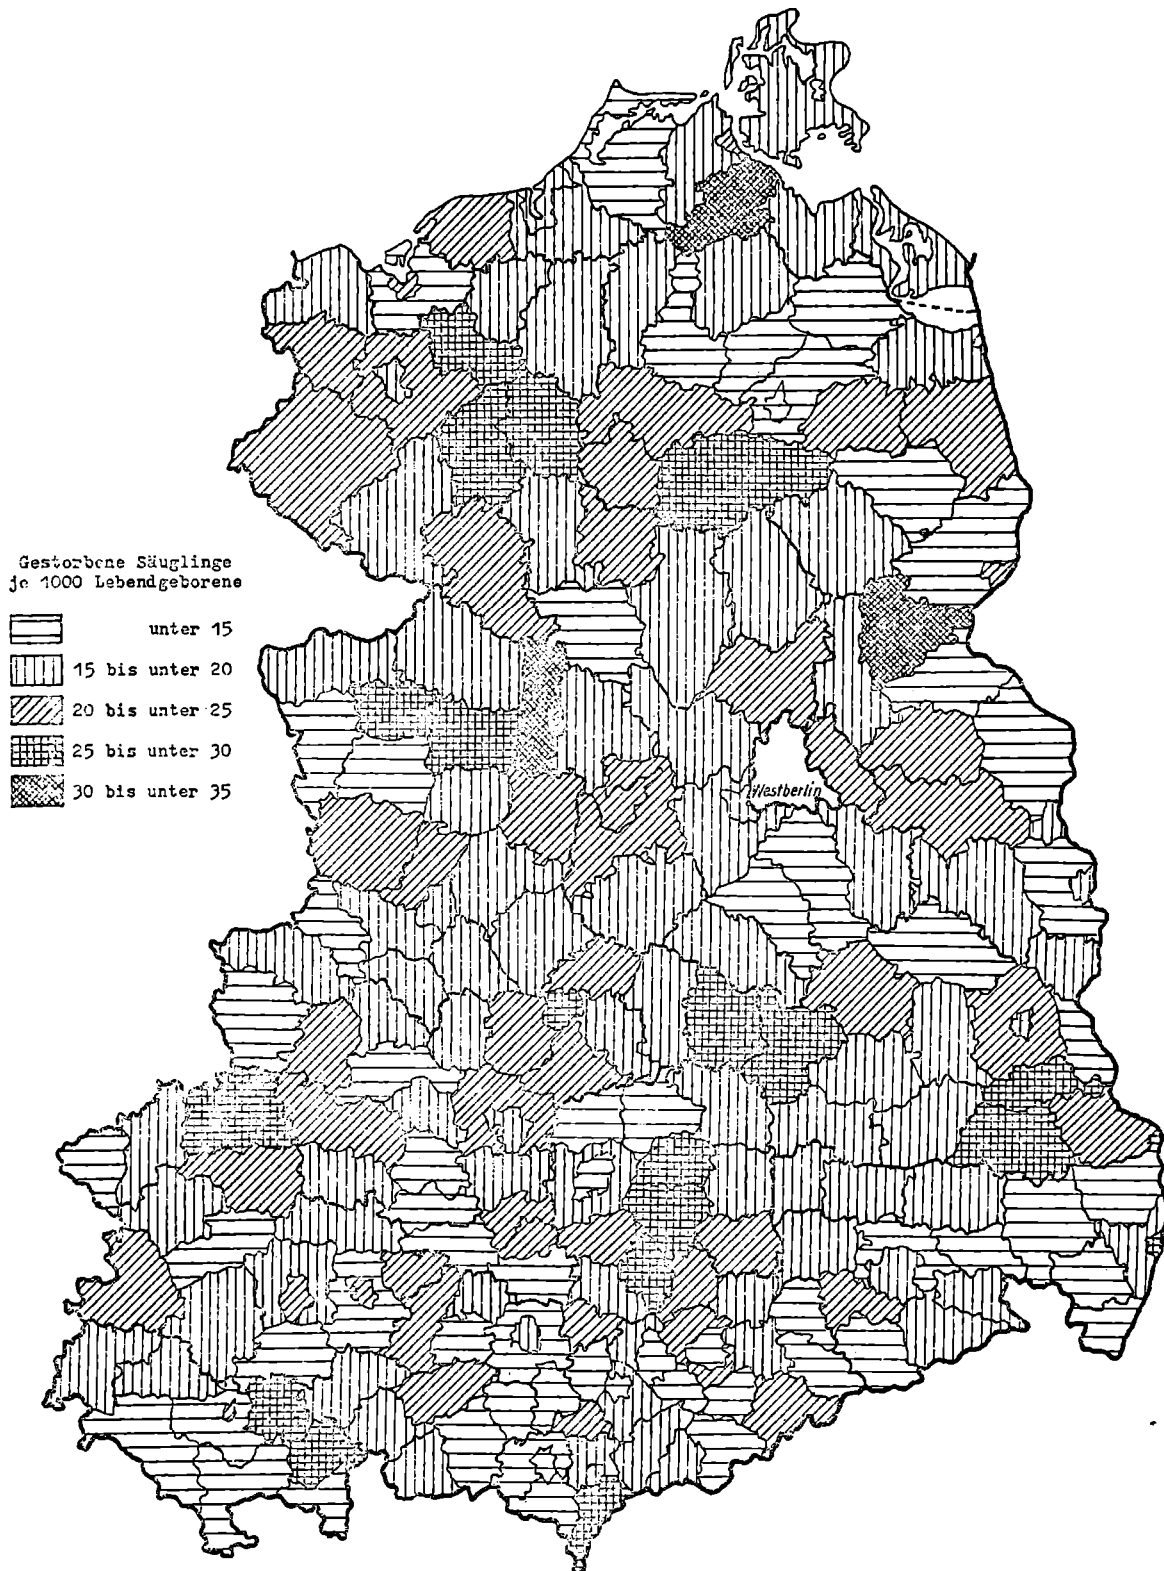 Gestorbene Säuglinge
je 1000 Lebendgeborene
unter 15
15 bis unter 20
20 bis unter 25
25 bis unter 30
30 bis unter 35
Westberlin